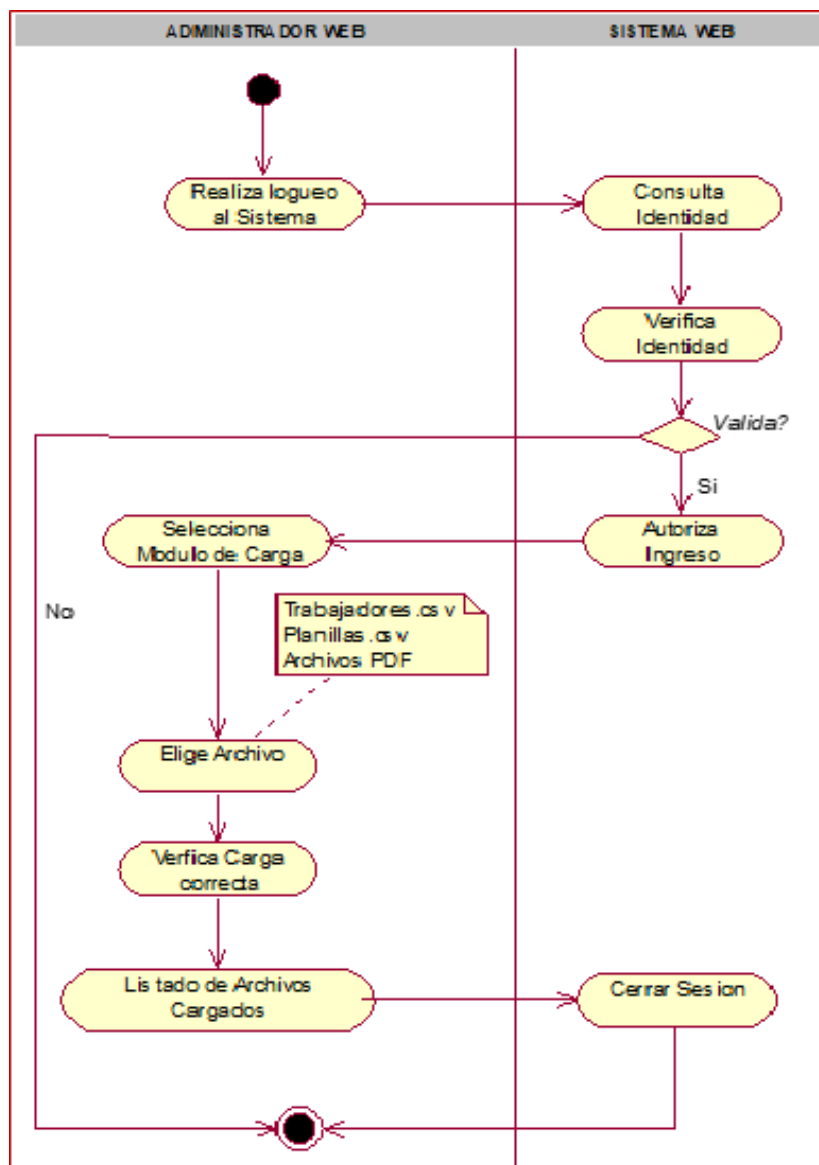 ADMINISTRADOR WEB
SISTEMA WEB
Realiza logueo
al Sistema
Consulta
Identidad
Verifica
Identidad
Valida?
Si
Selecciona
Modulo de Carga
Autoriza
Ingreso
No
Trabajadores.csv
Planillas.csv
Archivos PDF
Elige Archivo
Verfica Carga
correcta
Listado de Archivos
Cargados
Cerrar Sesion